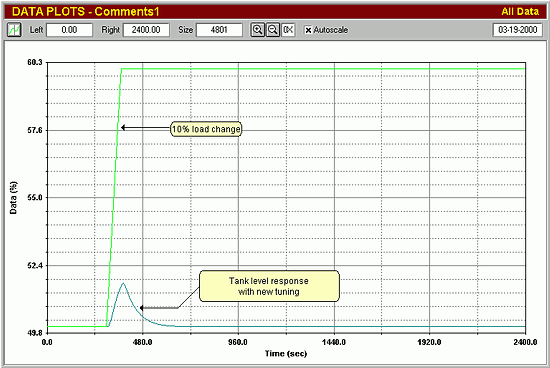 DATA PLOTS - Comments1 All Data
Left 0.00 Right 2400.00 Size 4801 0X Autoscale 03-19-2000
60.3
57.6
55.0
52.4
49.8
Data (%)
10% load change
Tank level response
with new tuning
0.0 480.0 960.0 1440.0 1920.0 2400.0
Time (sec)